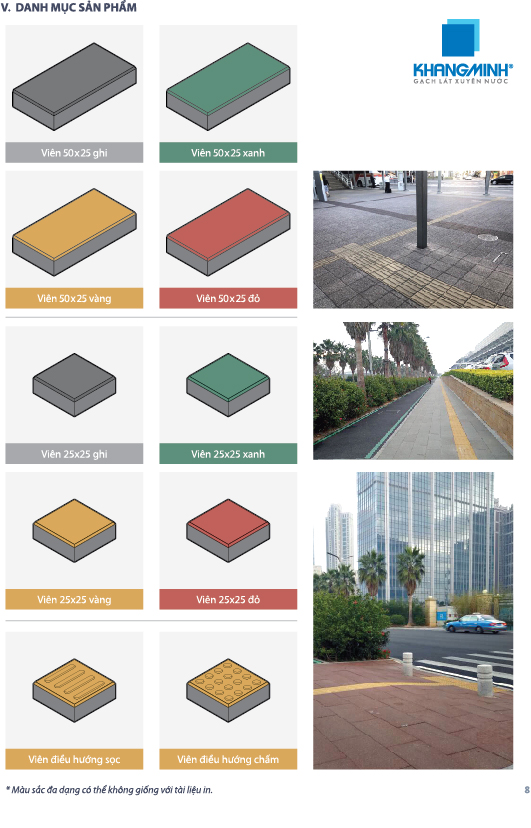 V. DANH MỤC SẢN PHẨM
KHANGMINH®
GẠCH LÁT XUYÊN NƯỚC
Viên 50x25 ghi
Viên 50x25 xanh
Viên 50x25 vàng
Viên 50x25 đỏ
Viên 25x25 ghi
Viên 25x25 xanh
Viên 25x25 vàng
Viên 25x25 đỏ
Viên điều hướng sọc
Viên điều hướng chấm
* Màu sắc đa dạng có thể không giống với tài liệu in.
8